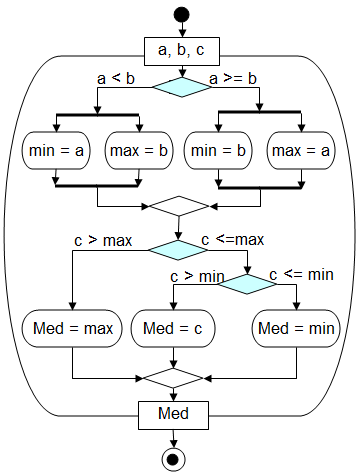 a, b, c
a < b
a >= b
min = a
max = b
min = b
max = a
c > max
c <=max
c > min
c <= min
Med = max
Med = c
Med = min
Med